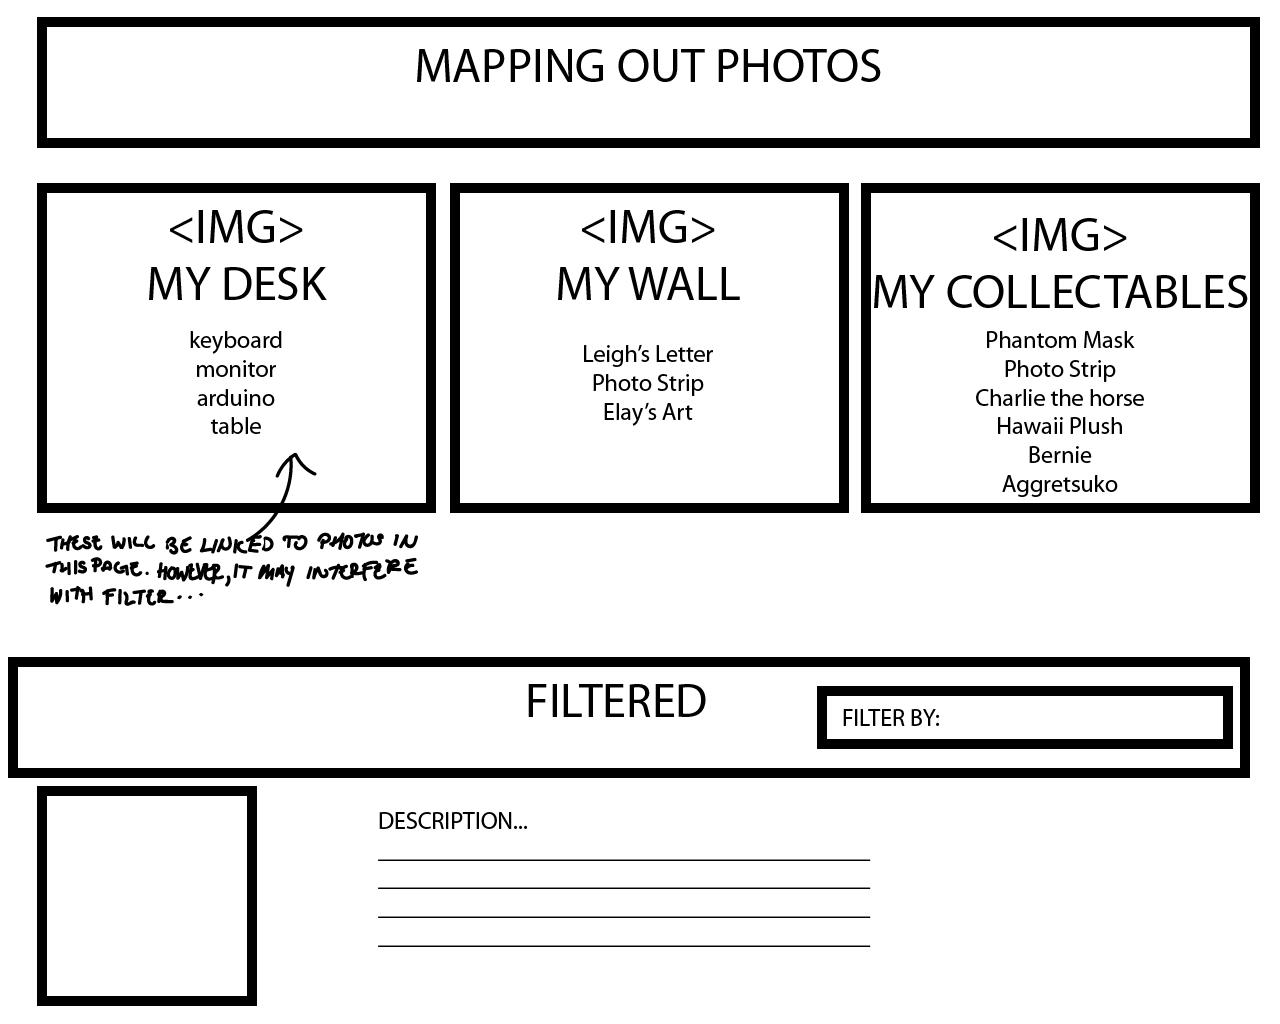 MAPPING OUT PHOTOS
<IMG>
MY DESK
keyboard
monitor
arduino
table
<IMG>
MY WALL
Leigh’s Letter
Photo Strip
Elay’s Art
<IMG>
MY COLLECTABLES
Phantom Mask
Photo Strip
Charlie the horse
Hawaii Plush
Bernie
Aggretsuko
THESE WILL BE LINKED TO PHOTOS IN
THIS PAGE. HOWEVER, IT MAY INTERFERE
WITH FILTER...
FILTERED
FILTER BY:
DESCRIPTION...